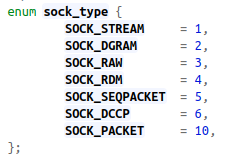 enum sock_type {
        SOCK_STREAM     = 1,
        SOCK_DGRAM      = 2,
        SOCK_RAW        = 3,
        SOCK_RDM        = 4,
        SOCK_SEQPACKET  = 5,
        SOCK_DCCP       = 6,
        SOCK_PACKET     = 10,
};